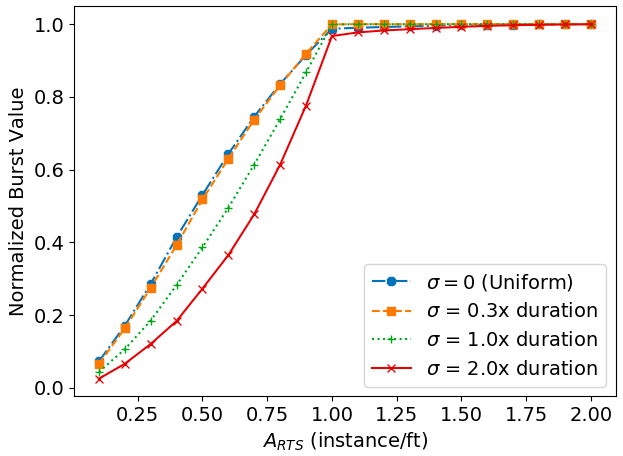 Normalized Burst Value
1.0
0.8
0.6
0.4
0.2
0.0
σ = 0 (Uniform)
σ = 0.3x duration
σ = 1.0x duration
σ = 2.0x duration
0.25 0.50 0.75 1.00 1.25 1.50 1.75 2.00
A_RTS (instance/ft)